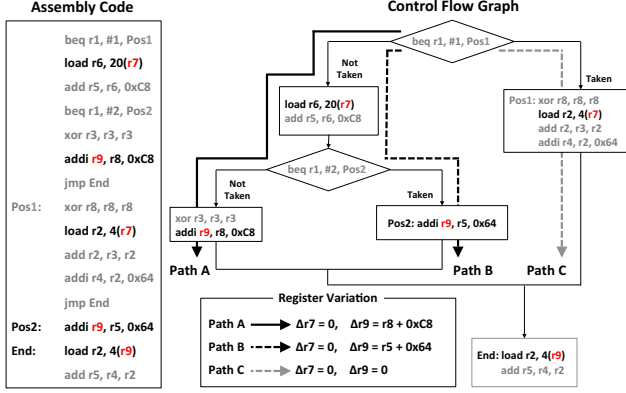 Assembly Code
beq r1, #1, Pos1
load r6, 20(r7)
add r5, r6, 0xC8
beq r1, #2, Pos2
xor r3, r3, r3
addi r9, r8, 0xC8
jmp End
Pos1: xor r8, r8, r8
load r2, 4(r7)
add r2, r3, r2
add r4, r2, 0x64
jmp End
Pos2: addi r9, r5, 0x64
End: load r2, 4(r9)
add r5, r4, r2
Control Flow Graph
beq r1, #1, Pos1
Not
Taken
Taken
load r6, 20(r7)
add r5, r6, 0xC8
Pos1: xor r8, r8, r8
load r2, 4(r7)
add r2, r3, r2
addi r4, r2, 0x64
beq r1, #2, Pos2
Not
Taken
Taken
xor r3, r3, r3
addi r9, r8, 0xC8
Pos2: addi r9, r5, 0x64
Path A
Path B
Path C
Register Variation
Path A Δr7 = 0, Δr9 = r8 + 0xC8
Path B Δr7 = 0, Δr9 = r5 + 0x64
Path C Δr7 = 0, Δr9 = 0
End: load r2, 4(r9)
add r5, r4, r2